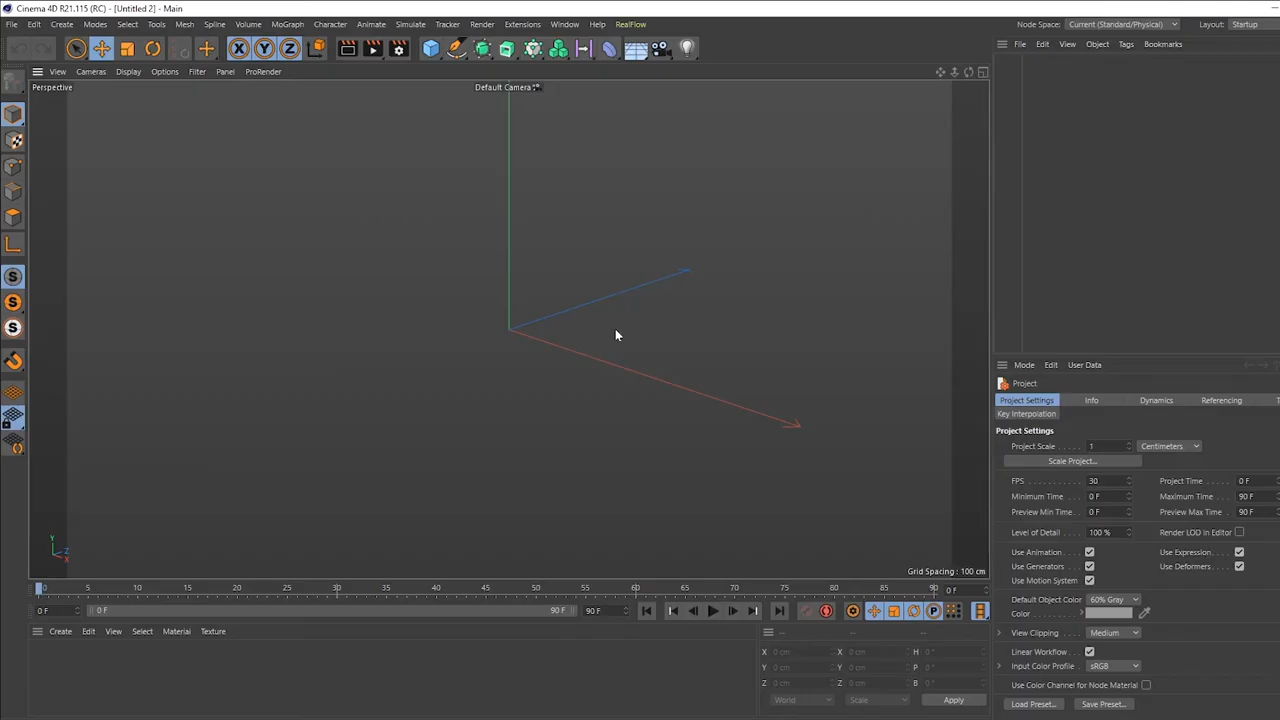 Cinema 4D R21.115 (RC) - [Untitled 2] - Main
File Edit Create Modes Select Tools Mesh Spline Volume MoGraph Character Animate Simulate Tracker Render Extensions Window Help RealFlow Node Space: Current (Standard/Physical) Layout: Startup
X Y Z
File Edit View Object Tags Bookmarks
View Cameras Display Options Filter Panel ProRender
Perspective
Default Camera
S
S
S
Y
Z
X
Grid Spacing : 100 cm
0 5 10 15 20 25 30 35 40 45 50 55 60 65 70 75 80 85 90 0 F
0 F 0 F 90 F 90 F
P
Create Edit View Select Material Texture
-- -- --
X 0 cm X 0 cm H 0 °
Y 0 cm Y 0 cm P 0 °
Z 0 cm Z 0 cm B 0 °
World Scale Apply
Mode Edit User Data
Project
Project Settings Info Dynamics Referencing T
Key Interpolation
Project Settings
Project Scale 1 Centimeters
Scale Project...
FPS 30 Project Time 0 F
Minimum Time 0 F Maximum Time 90 F
Preview Min Time 0 F Preview Max Time 90 F
Level of Detail 100 % Render LOD in Editor
Use Animation Use Expression
Use Generators Use Deformers
Use Motion System
Default Object Color 60% Gray
Color
View Clipping Medium
Linear Workflow
Input Color Profile sRGB
Use Color Channel for Node Material
Load Preset... Save Preset...